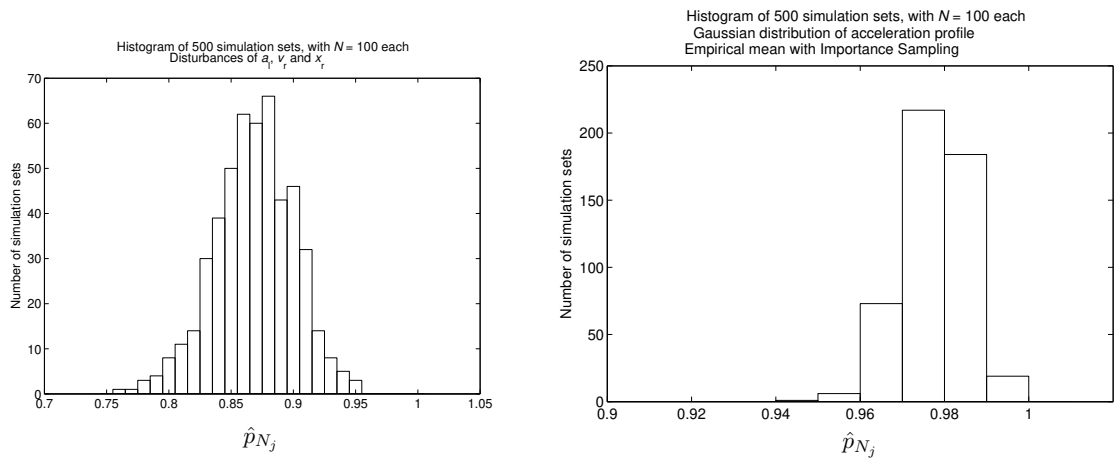 Histogram of 500 simulation sets, with N = 100 each
Disturbances of a_l, v_r and x_r
Number of simulation sets
70
60
50
40
30
20
10
0
0.7 0.75 0.8 0.85 0.9 0.95 1 1.05
p̂_{N_j}
Histogram of 500 simulation sets, with N = 100 each
Gaussian distribution of acceleration profile
Empirical mean with Importance Sampling
Number of simulation sets
250
200
150
100
50
0
0.9 0.92 0.94 0.96 0.98 1
p̂_{N_j}